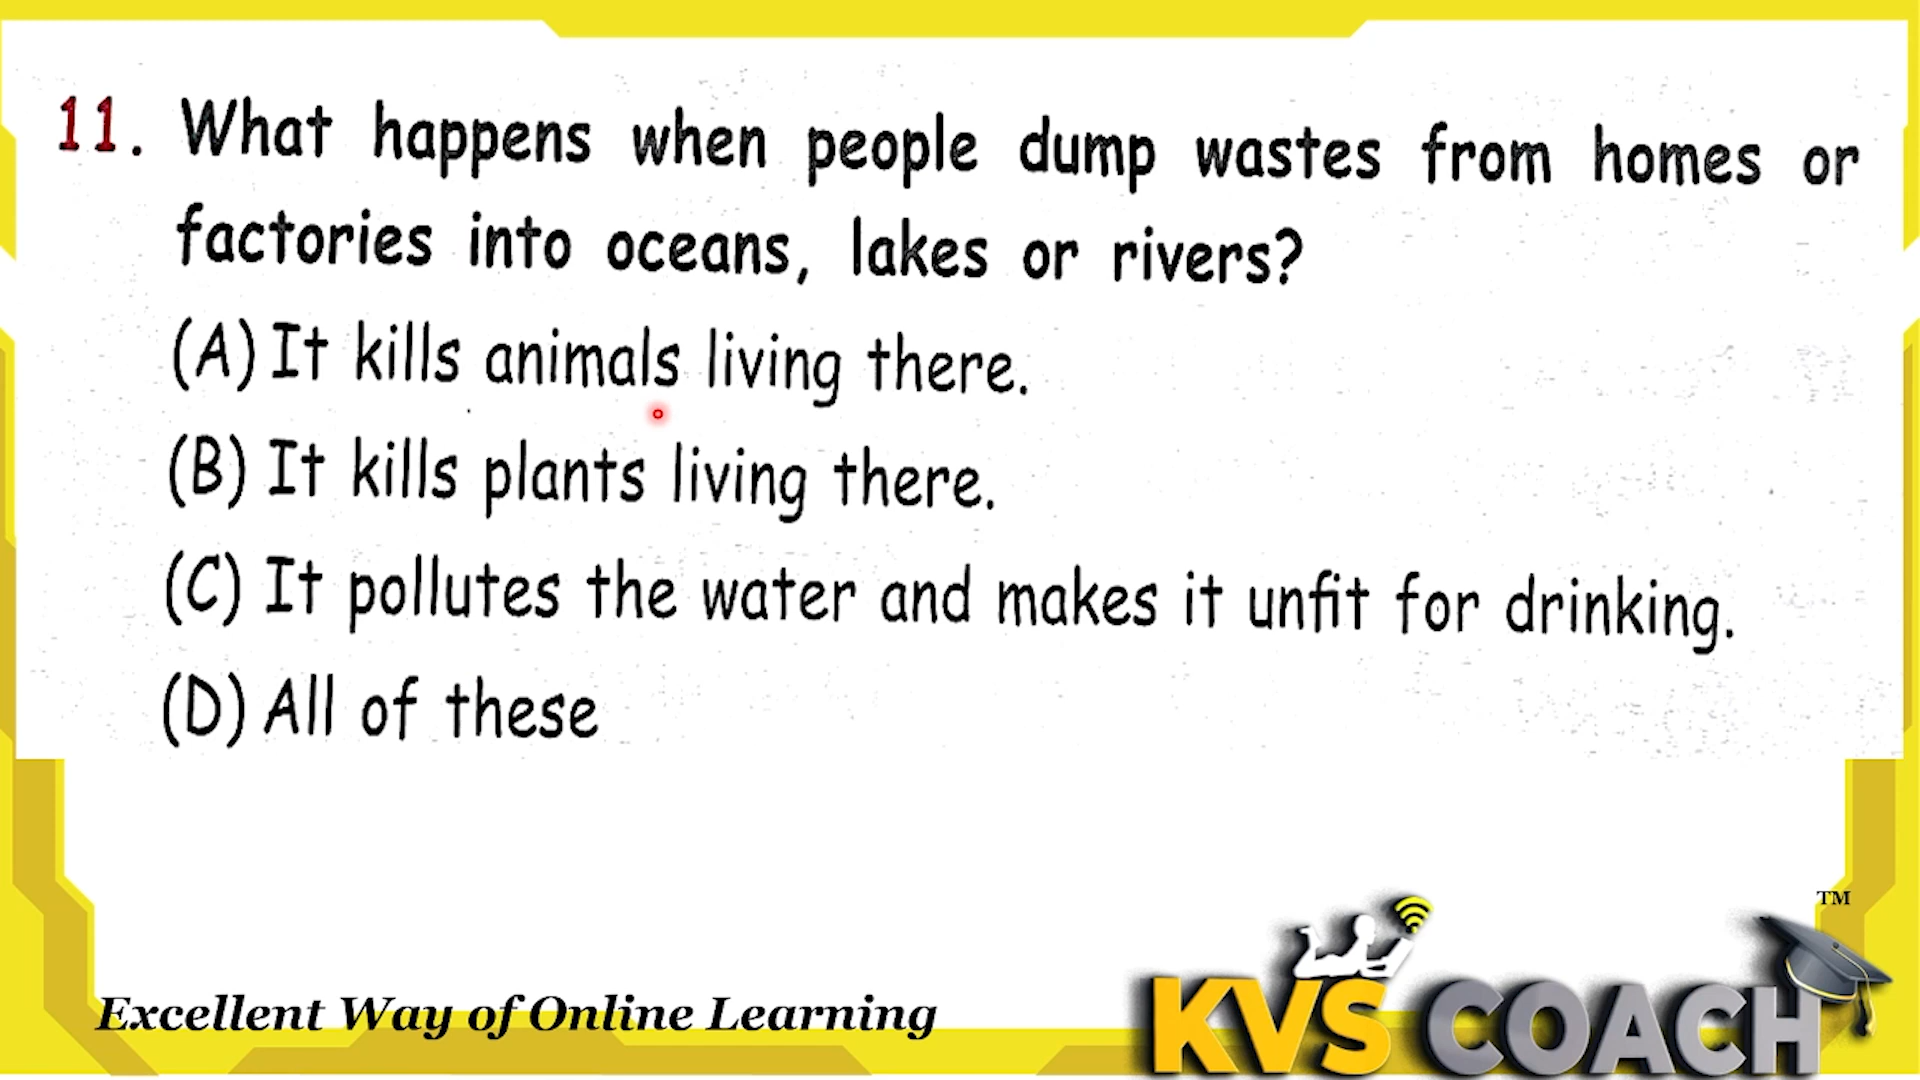 11. What happens when people dump wastes from homes or
factories into oceans, lakes or rivers?
(A) It kills animals living there.
(B) It kills plants living there.
(C) It pollutes the water and makes it unfit for drinking.
(D) All of these
TM
Excellent Way of Online Learning
KVS COACH